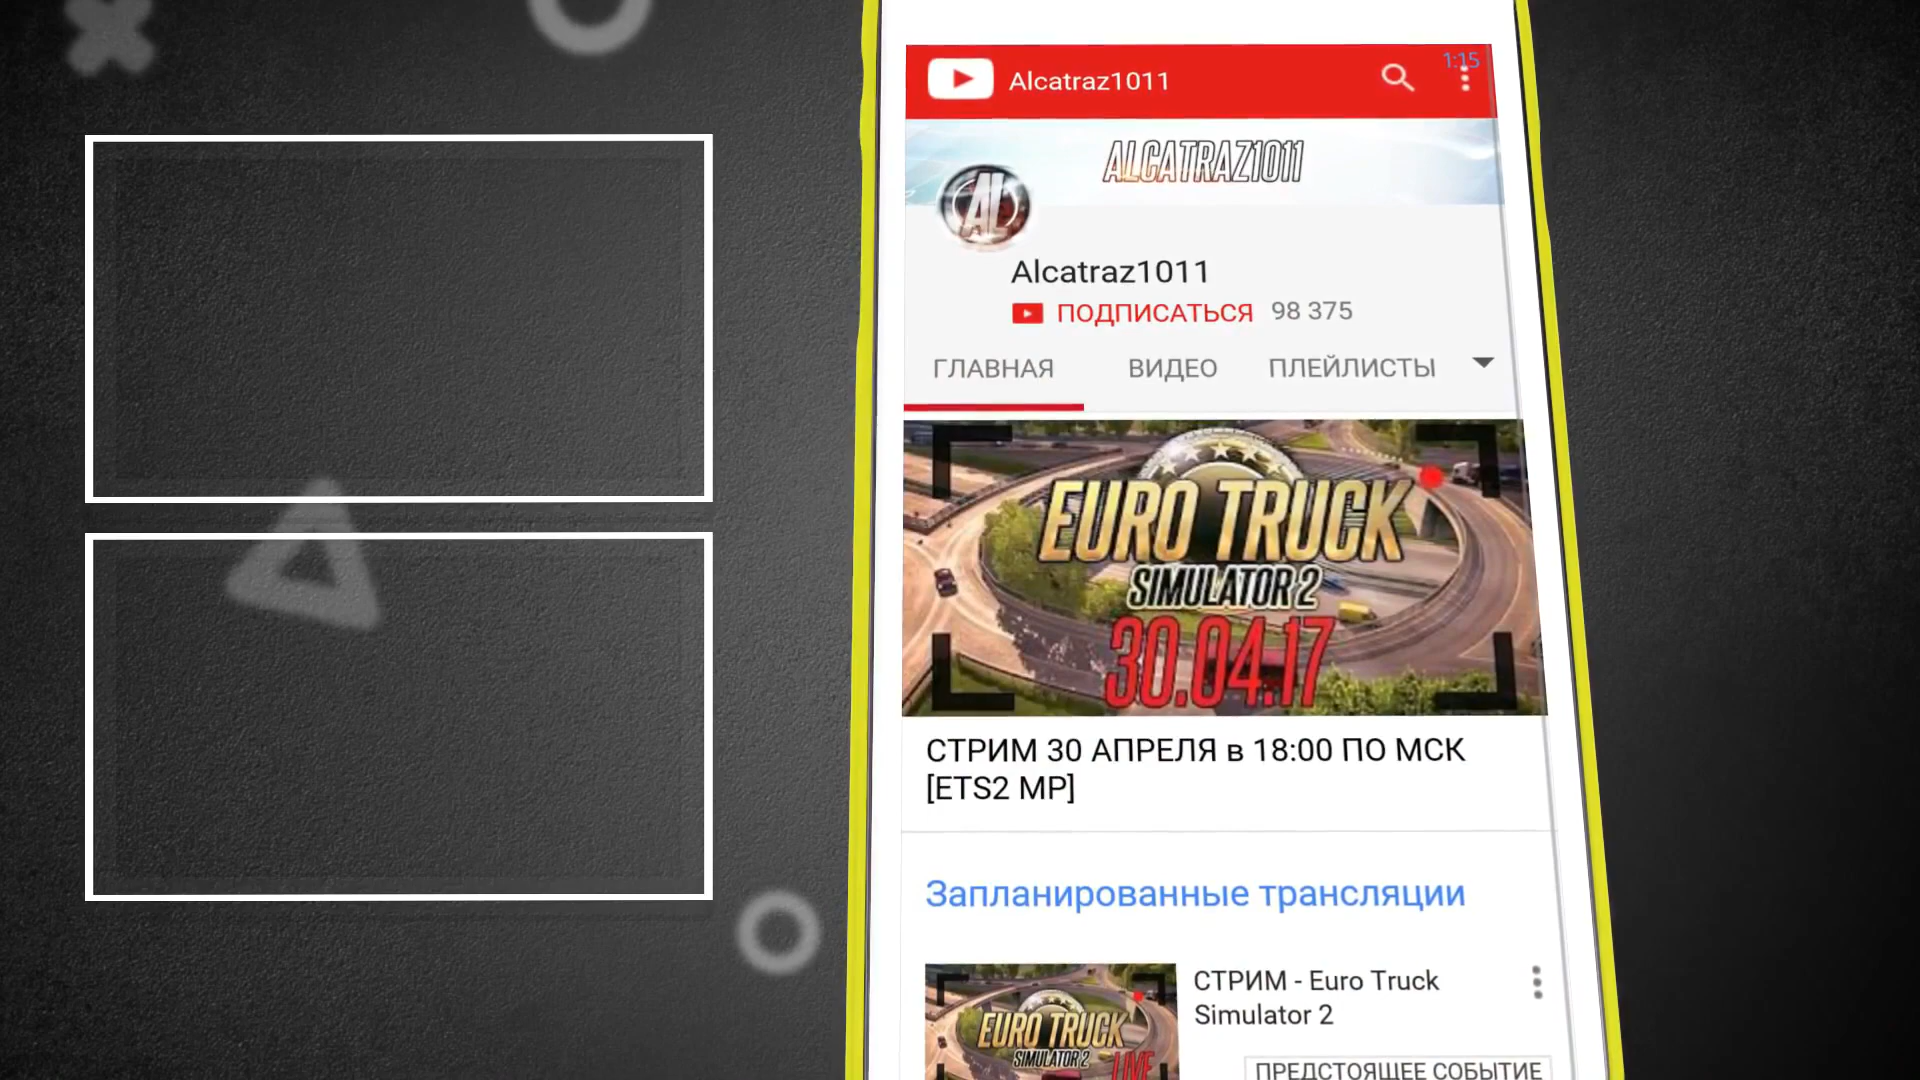 1:15
Alcatraz1011
ALCATRAZ1011
AL
Alcatraz1011
ПОДПИСАТЬСЯ 98 375
ГЛАВНАЯ ВИДЕО ПЛЕЙЛИСТЫ
EURO TRUCK
SIMULATOR 2
30.04.17
СТРИМ 30 АПРЕЛЯ в 18:00 ПО МСК
[ETS2 MP]
Запланированные трансляции
СТРИМ - Euro Truck
Simulator 2
EURO TRUCK
SIMULATOR 2
LIVE
ПРЕДСТОЯЩЕЕ СОБЫТИЕ